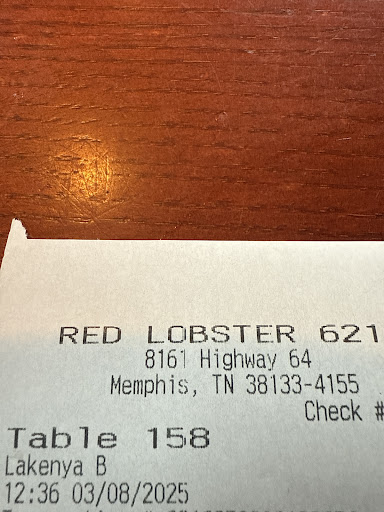 RED LOBSTER 621
8161 Highway 64
Memphis, TN 38133-4155
Check #
Table 158
Lakenya B
12:36 03/08/2025